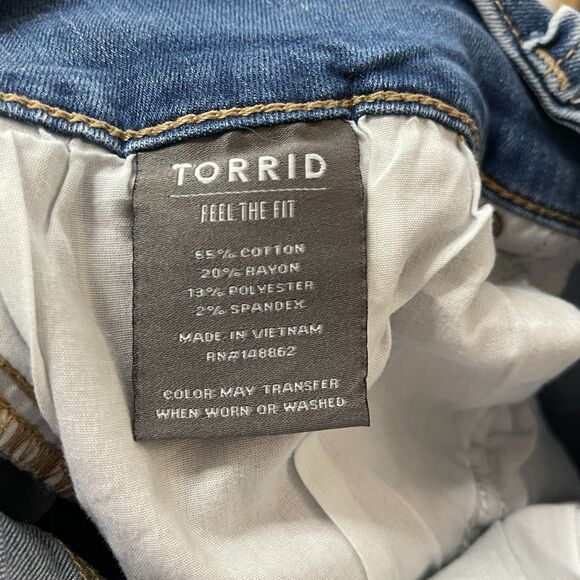 TORRID
FEEL THE FIT
65% COTTON
20% RAYON
13% POLYESTER
2% SPANDEX
MADE IN VIETNAM
RN#148862
COLOR MAY TRANSFER
WHEN WORN OR WASHED